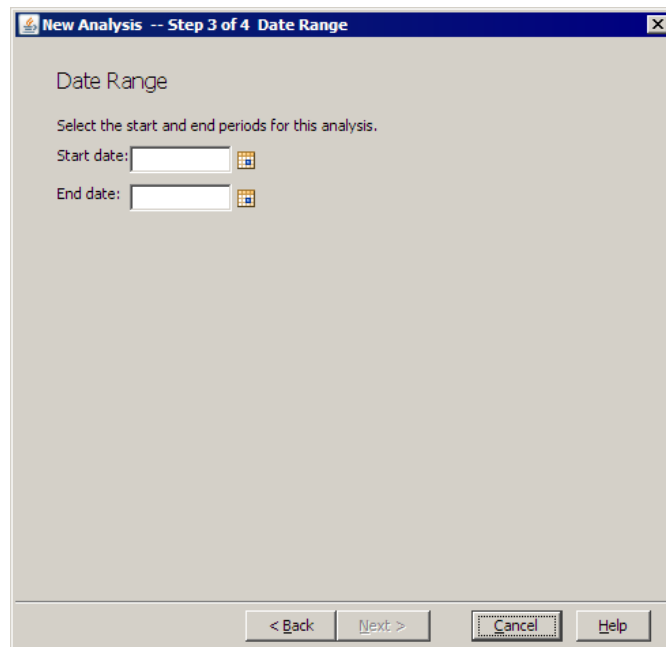 New Analysis -- Step 3 of 4 Date Range
Date Range
Select the start and end periods for this analysis.
Start date:
End date:
< Back Next > Cancel Help